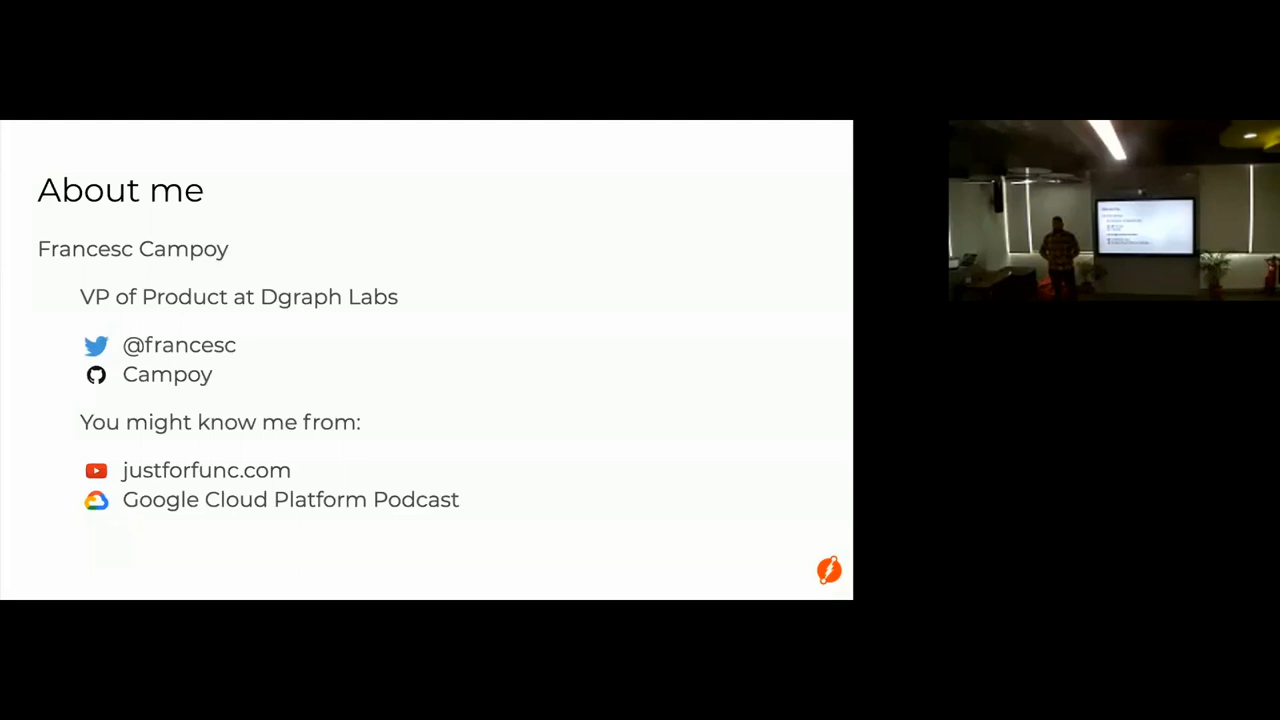 About me
Francesc Campoy
VP of Product at Dgraph Labs
@francesc
Campoy
You might know me from:
justforfunc.com
Google Cloud Platform Podcast